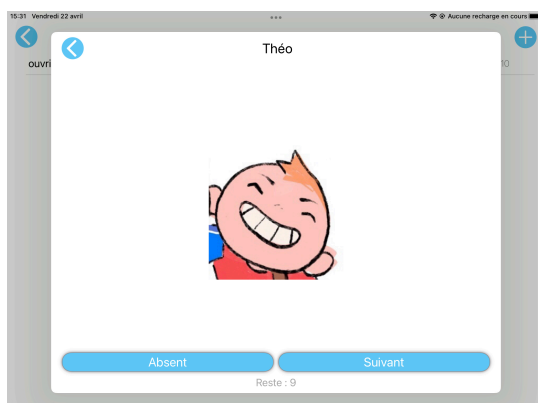 15:31 Vendredi 22 avril
Aucune recharge en cours
Théo
ouvri
10
Absent
Suivant
Reste : 9